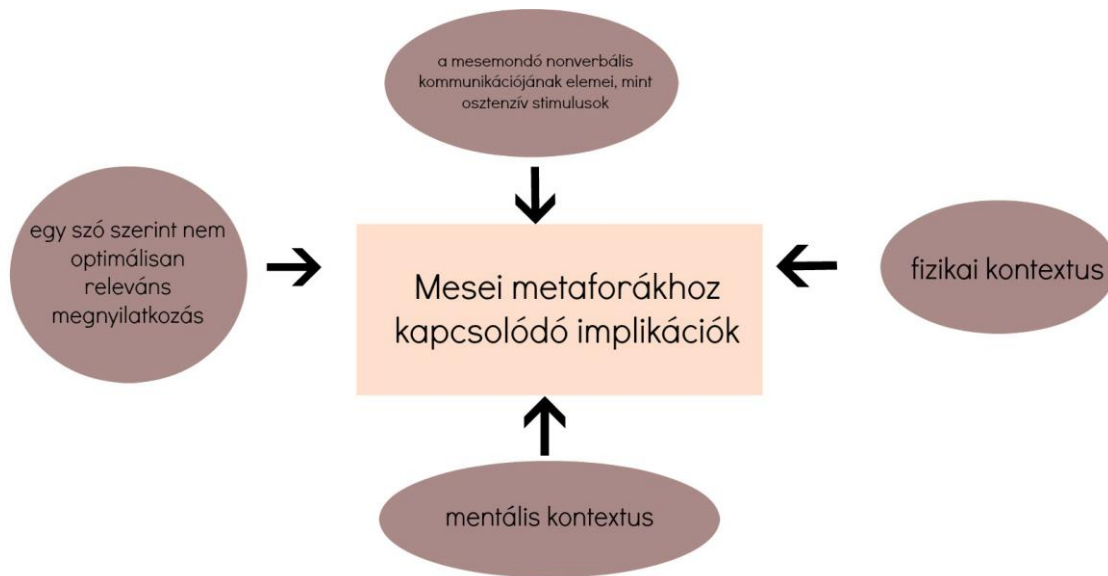 a mesemondó nonverbális
kommunikációjának elemei, mint
osztenzív stimulusok
egy szó szerint nem
optimálisan
releváns
megnyilatkozás
Mesei metaforákhoz
kapcsolódó implikációk
fizikai kontextus
mentális kontextus